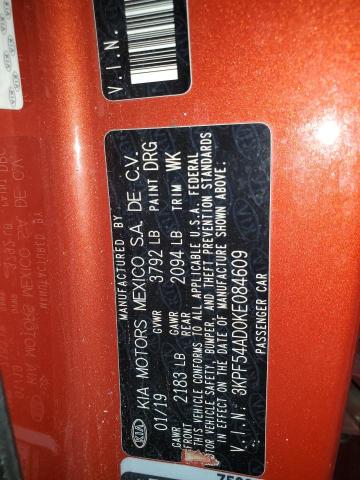 V.I.N.
MANUFACTURED BY
KIA KIA MOTORS MEXICO S.A. DE C.V.
01/19 GVWR 3792 LB PAINT DRG
GAWR FRONT 2183 LB GAWR REAR 2094 LB TRIM WK
THIS VEHICLE CONFORMS TO ALL APPLICABLE U.S.A. FEDERAL
VEHICLE SAFETY, BUMPER, AND THEFT PREVENTION STANDARDS
IN EFFECT ON THE DATE OF MANUFACTURE SHOWN ABOVE.
V.I.N.: 3KPF54AD0KE084609
PASSENGER CAR